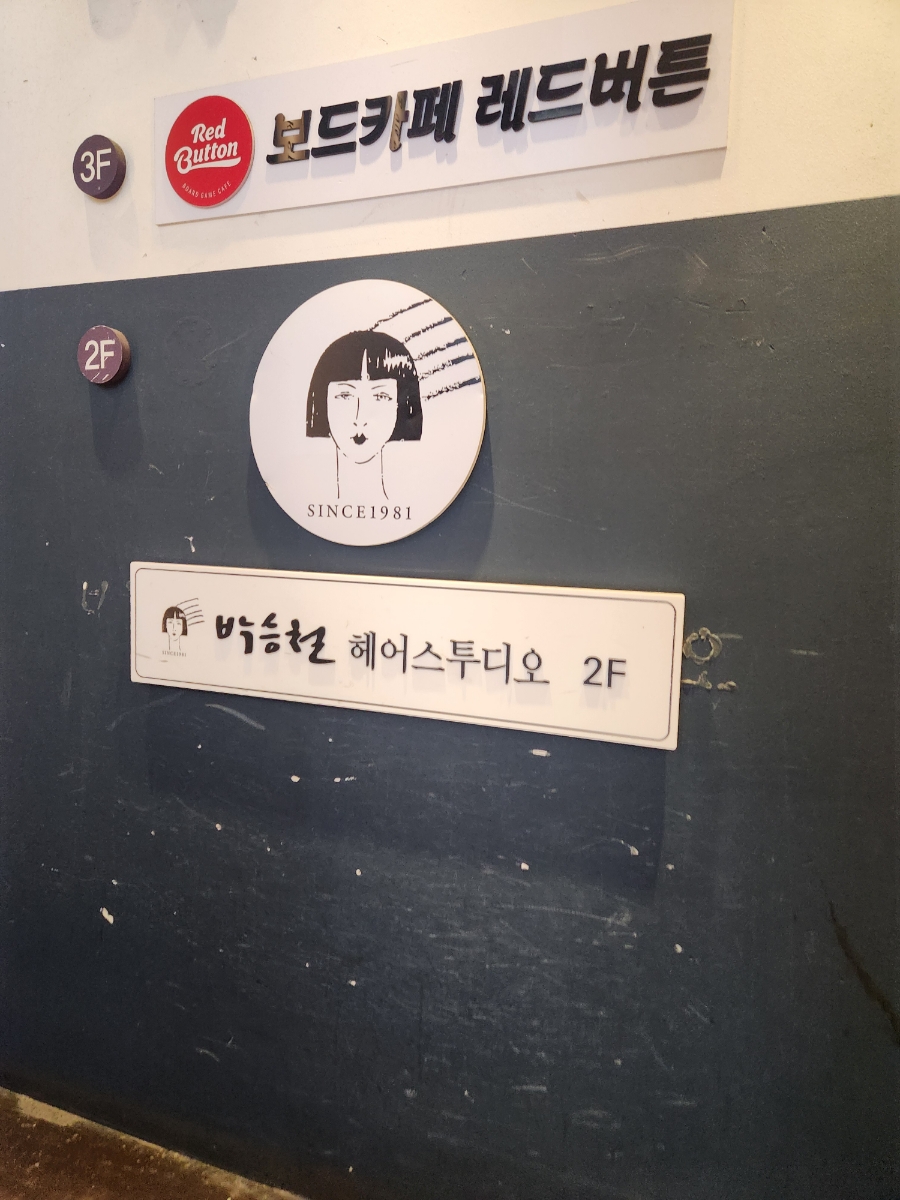 3F
Red
Button
BOARD GAME CAFE
보드카페 레드버튼
2F
SINCE1981
SINCE1981
박승철 헤어스투디오 2F